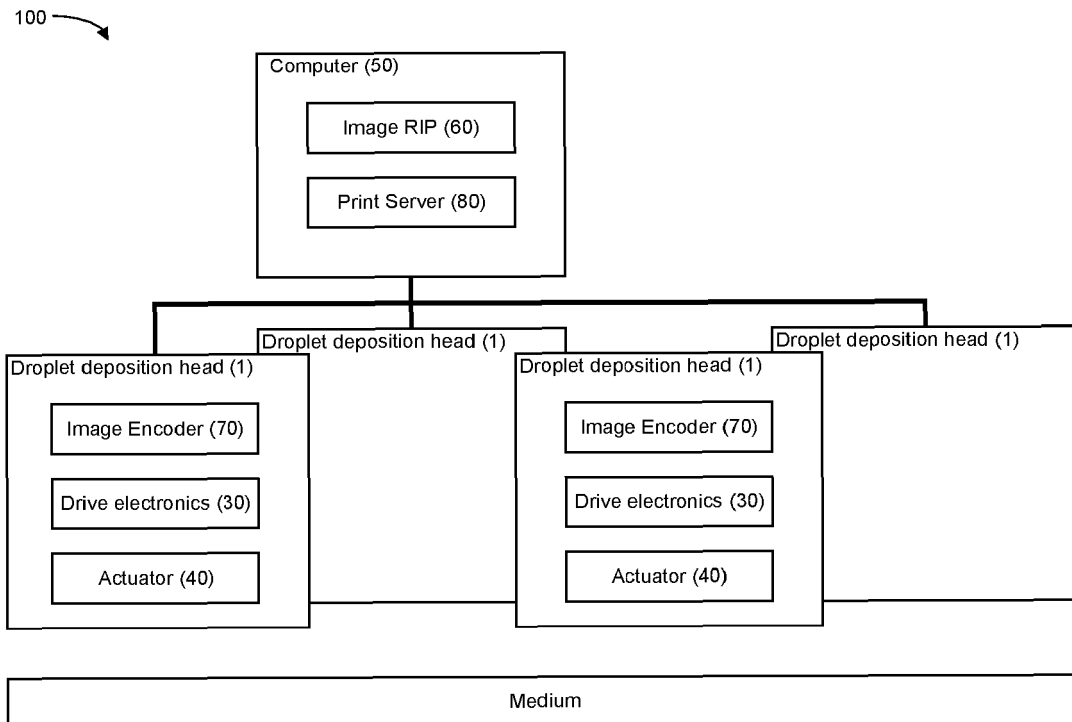 100
Computer (50)
Image RIP (60)
Print Server (80)
Droplet deposition head (1)
Droplet deposition head (1)
Droplet deposition head (1)
Droplet deposition head (1)
Image Encoder (70)
Image Encoder (70)
Drive electronics (30)
Drive electronics (30)
Actuator (40)
Actuator (40)
Medium